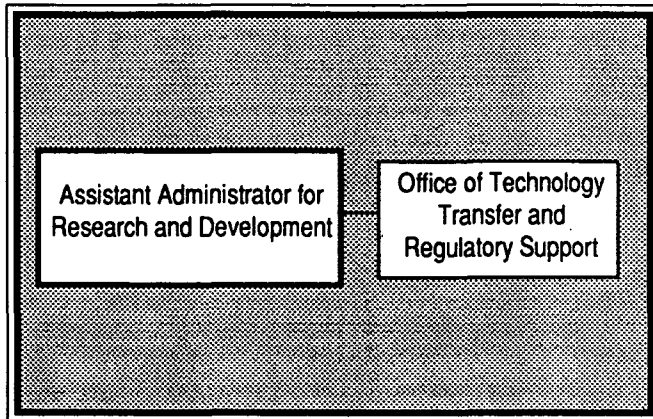 Assistant Administrator for
Research and Development
Office of Technology
Transfer and
Regulatory Support